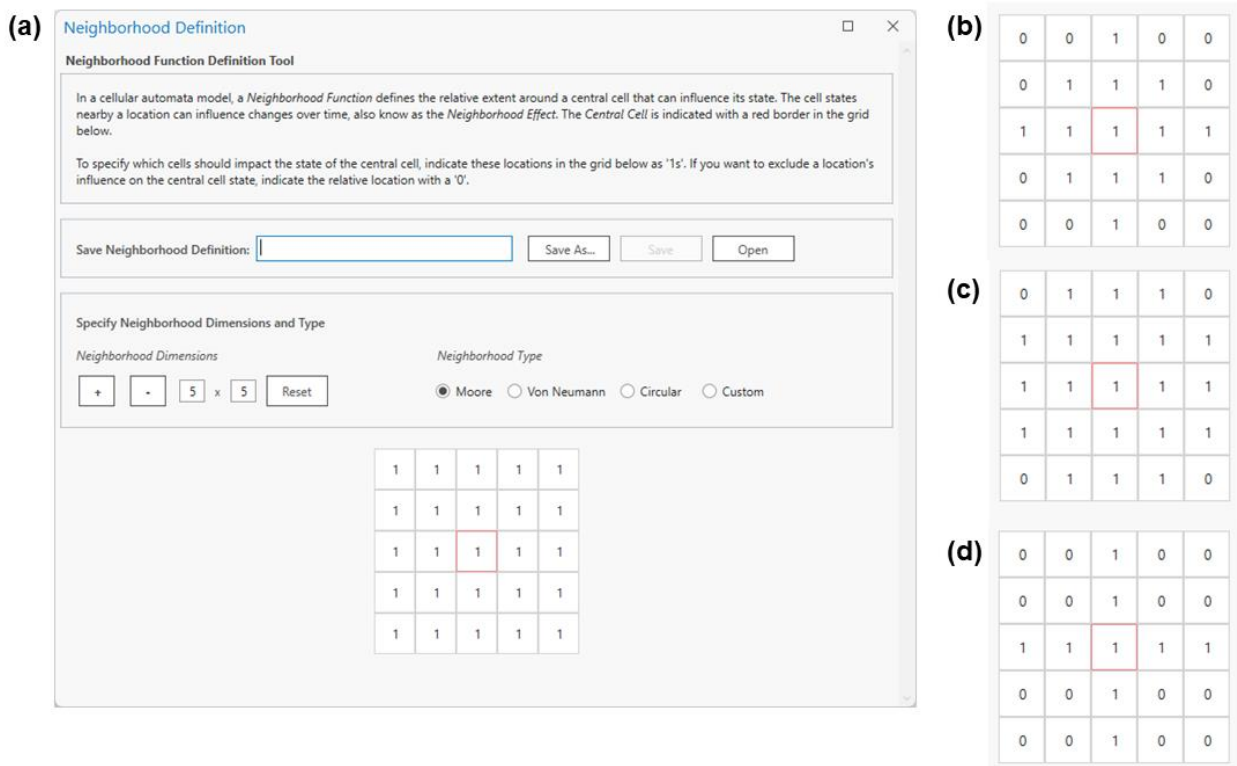 (a)
Neighborhood Definition
Neighborhood Function Definition Tool
In a cellular automata model, a Neighborhood Function defines the relative extent around a central cell that can influence its state. The cell states
nearby a location can influence changes over time, also know as the Neighborhood Effect. The Central Cell is indicated with a red border in the grid
below.
To specify which cells should impact the state of the central cell, indicate these locations in the grid below as '1s'. If you want to exclude a location's
influence on the central cell state, indicate the relative location with a '0'.
Save Neighborhood Definition: Save As... Save Open
Specify Neighborhood Dimensions and Type
Neighborhood Dimensions Neighborhood Type
+ - 5 x 5 Reset Moore Von Neumann Circular Custom
1 1 1 1 1
1 1 1 1 1
1 1 1 1 1
1 1 1 1 1
1 1 1 1 1
(b)
0 0 1 0 0
0 1 1 1 0
1 1 1 1 1
0 1 1 1 0
0 0 1 0 0
(c)
0 1 1 1 0
1 1 1 1 1
1 1 1 1 1
1 1 1 1 1
0 1 1 1 0
(d)
0 0 1 0 0
0 0 1 0 0
1 1 1 1 1
0 0 1 0 0
0 0 1 0 0